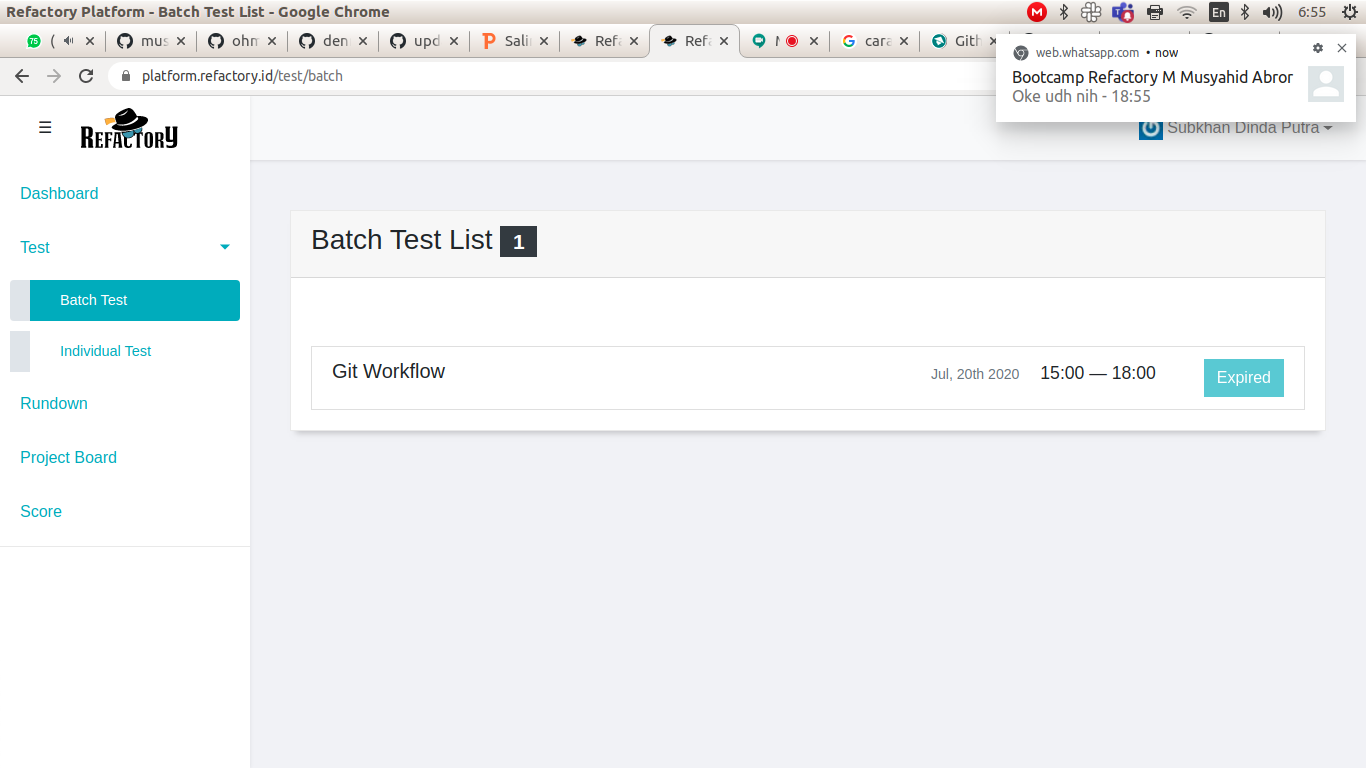 Refactory Platform - Batch Test List - Google Chrome
En 6:55
75 ( mus ohm den upd P Salin Refa Refa M G cara Gith
platform.refactory.id/test/batch
web.whatsapp.com • now
Bootcamp Refactory M Musyahid Abror
Oke udh nih - 18:55
☰ REFACTORY
Subkhan Dinda Putra
Dashboard
Test
Batch Test
Individual Test
Rundown
Project Board
Score
Batch Test List 1
Git Workflow Jul, 20th 2020 15:00 — 18:00 Expired